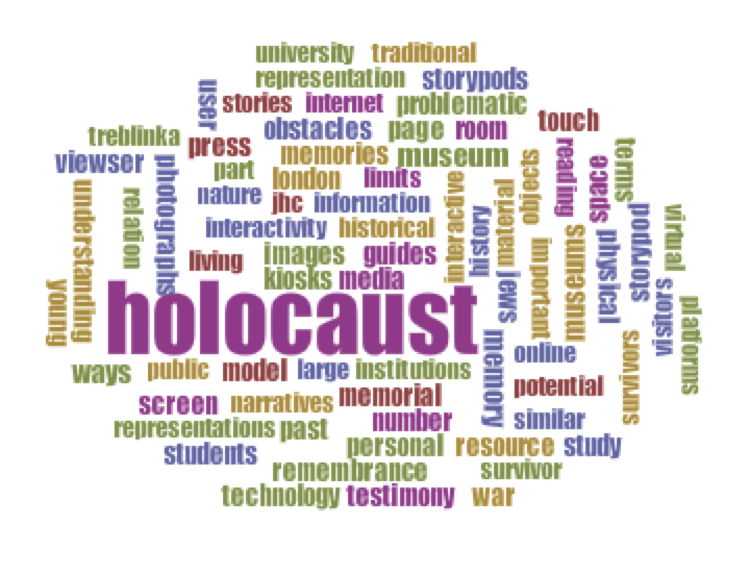 university traditional
representation storypods
user stories internet problematic
obstacles page room touch
treblinka press memories museum
viewser part london limits
nature jhc information
understanding relation photographs
interactivity historical
interactive history material objects
reading space terms
living images guides
kiosks media
jews important museums physical storypod virtual
young
holocaust
visitors platforms
memory online
ways public model large institutions
potential survivors
screen narratives memorial
number similar
representations past
students personal resource study
remembrance survivor
technology testimony war